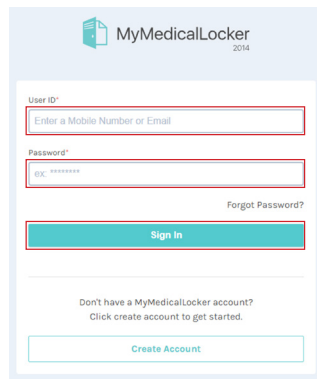 MyMedicalLocker
2014
User ID*
Enter a Mobile Number or Email
Password*
ex: ********
Forgot Password?
Sign In
Don't have a MyMedicalLocker account?
Click create account to get started.
Create Account